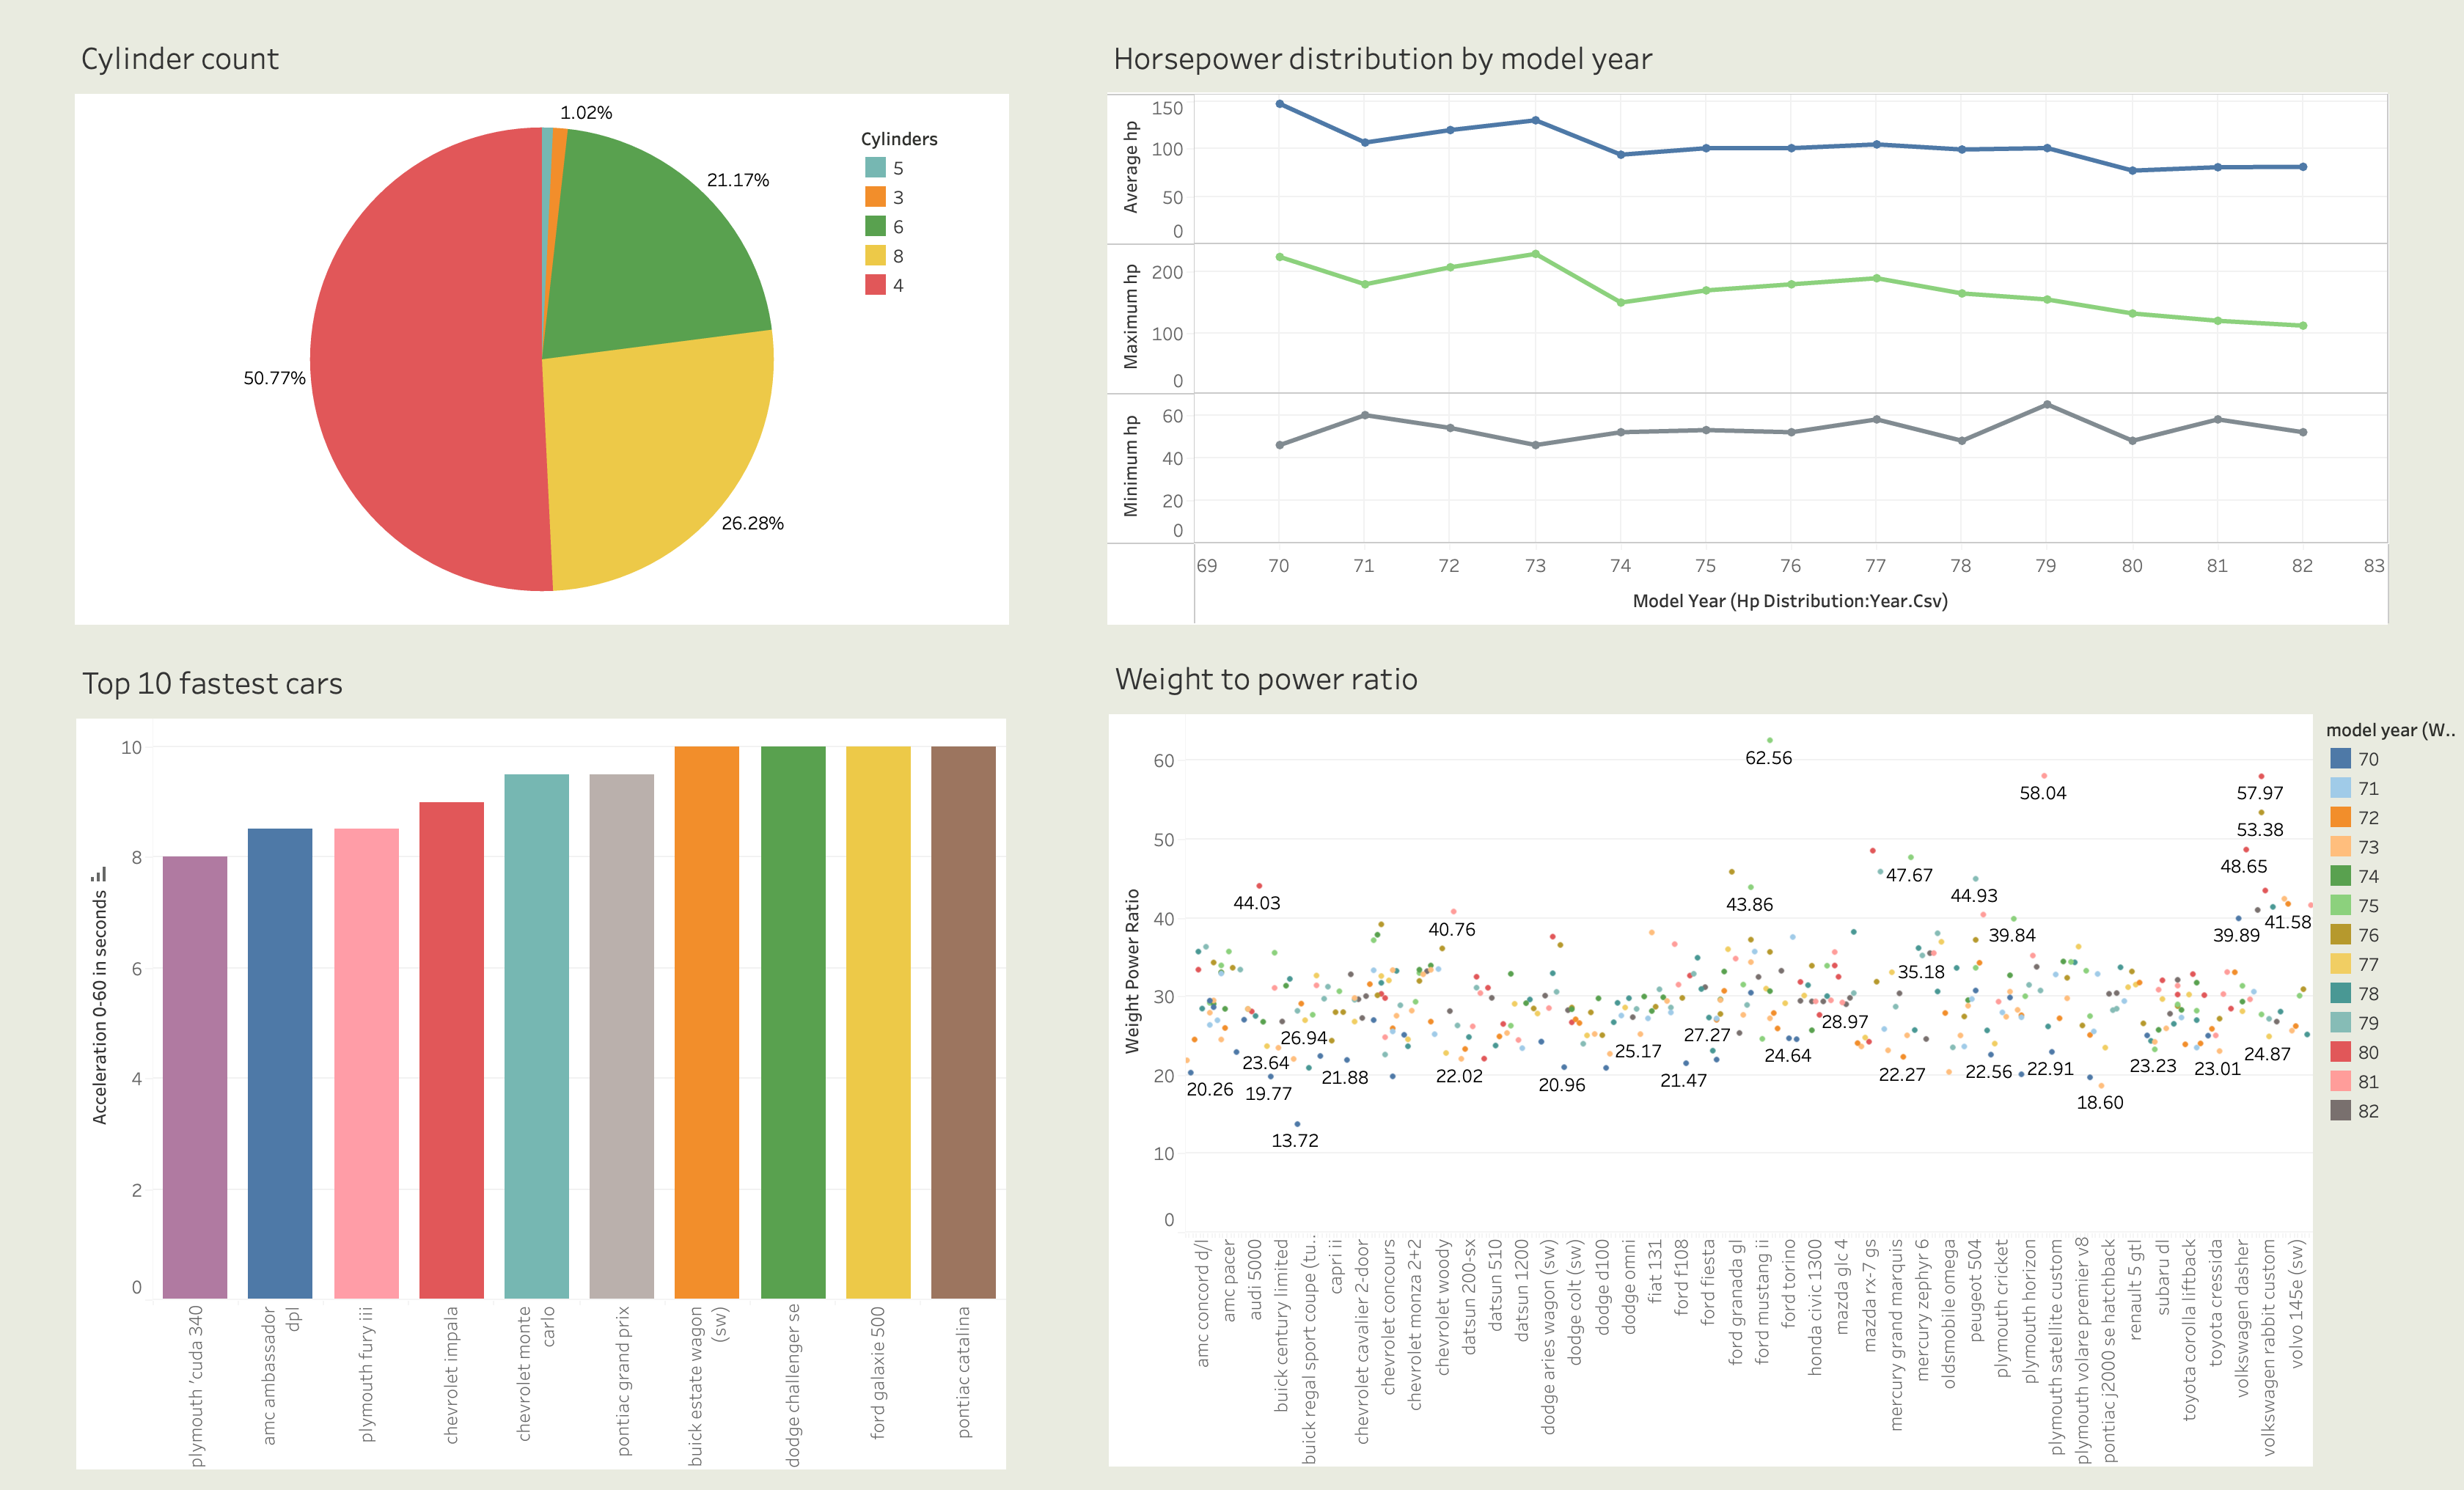 Cylinder count
1.02%
21.17%
50.77%
26.28%
Cylinders
5
3
6
8
4
Horsepower distribution by model year
Average hp
150
100
50
0
Maximum hp
200
100
0
Minimum hp
60
40
20
0
69 70 71 72 73 74 75 76 77 78 79 80 81 82 83
Model Year (Hp Distribution:Year.Csv)
Top 10 fastest cars
Acceleration 0-60 in seconds
10
8
6
4
2
0
plymouth 'cuda 340
amc ambassador
dpl
plymouth fury iii
chevrolet impala
chevrolet monte
carlo
pontiac grand prix
buick estate wagon
(sw)
dodge challenger se
ford galaxie 500
pontiac catalina
Weight to power ratio
Weight Power Ratio
60
50
40
30
20
10
0
62.56
58.04
57.97
53.38
48.65
47.67
44.93
44.03
43.86
41.58
40.76
39.84
39.89
35.18
28.97
27.27
26.94
25.17
24.64
24.87
23.64
23.23
23.01
22.91
22.56
22.27
22.02
21.88
21.47
20.96
20.26
19.77
18.60
13.72
amc concord d/l
amc pacer
audi 5000
buick century limited
buick regal sport coupe (tu..
capri ii
chevrolet cavalier 2-door
chevrolet concours
chevrolet monza 2+2
chevrolet woody
datsun 200-sx
datsun 510
datsun 1200
dodge aries wagon (sw)
dodge colt (sw)
dodge d100
dodge omni
fiat 131
ford f108
ford fiesta
ford granada gl
ford mustang ii
ford torino
honda civic 1300
mazda glc 4
mazda rx-7 gs
mercury grand marquis
mercury zephyr 6
oldsmobile omega
peugeot 504
plymouth cricket
plymouth horizon
plymouth satellite custom
plymouth volare premier v8
pontiac j2000 se hatchback
renault 5 gtl
subaru dl
toyota corolla liftback
toyota cressida
volkswagen dasher
volkswagen rabbit custom
volvo 145e (sw)
model year (W..
70
71
72
73
74
75
76
77
78
79
80
81
82